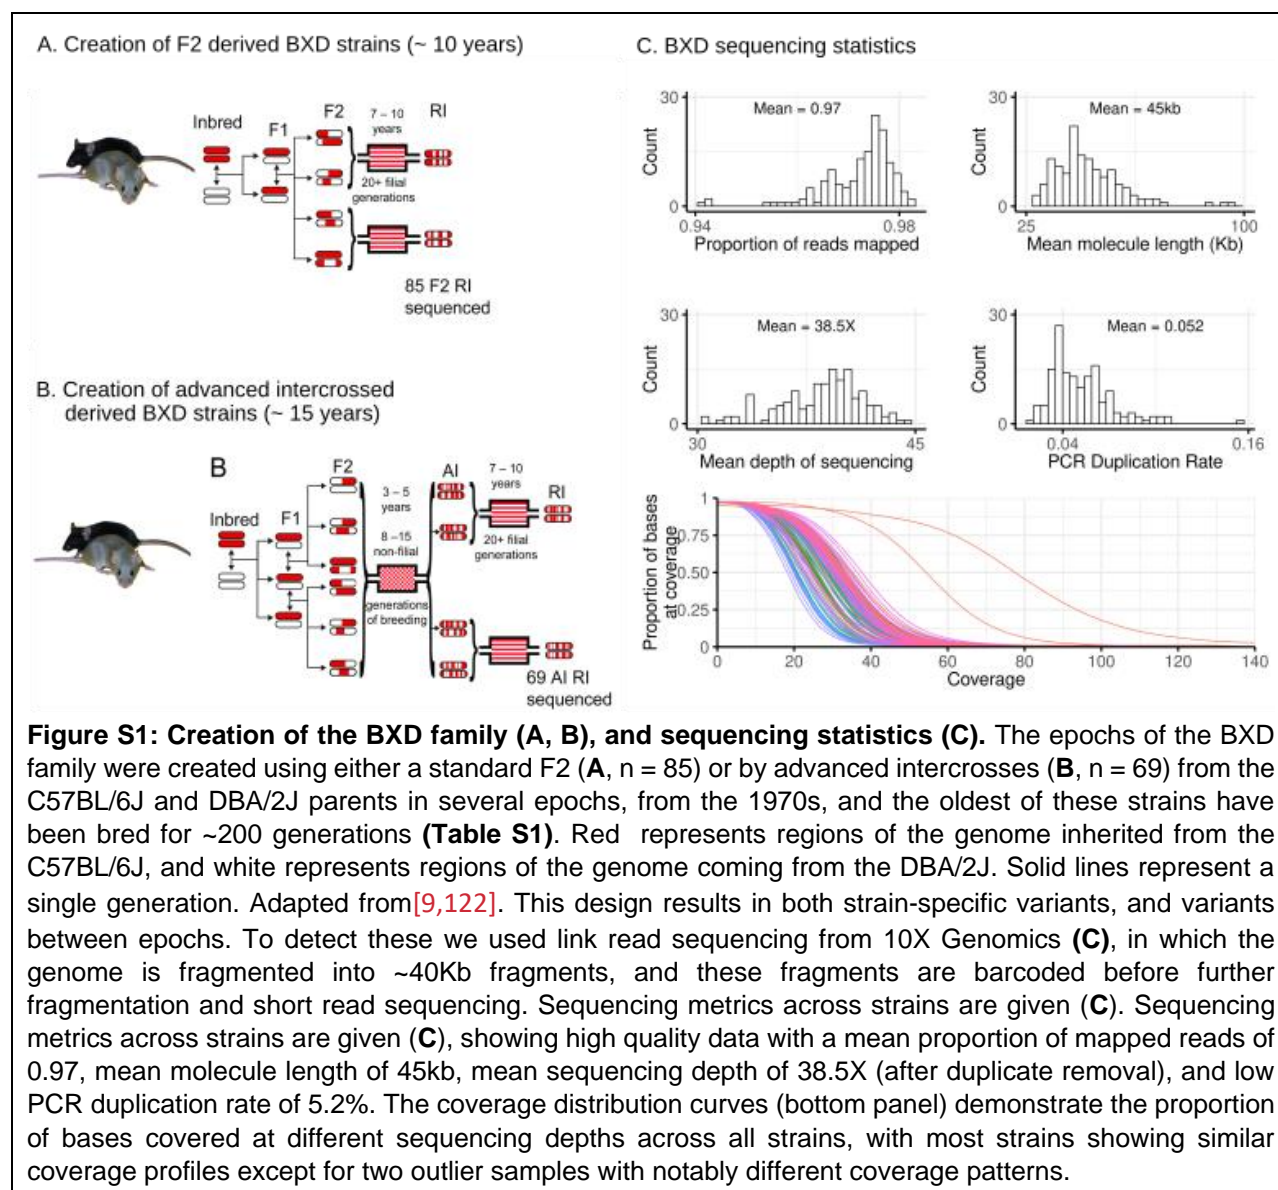 A. Creation of F2 derived BXD strains (~ 10 years)
Inbred
F1
F2
7 – 10
years
RI
20+ filial
generations
85 F2 RI
sequenced
B. Creation of advanced intercrossed
derived BXD strains (~ 15 years)
B
Inbred
F1
F2
3 – 5
years
8 –15
non-filial
generations
of breeding
AI
7 – 10
years
RI
20+ filial
generations
69 AI RI
sequenced
C. BXD sequencing statistics
Mean = 0.97
30
0
Count
0.94
0.98
Proportion of reads mapped
Mean = 45kb
30
0
Count
25
100
Mean molecule length (Kb)
Mean = 38.5X
30
0
Count
30
45
Mean depth of sequencing
Mean = 0.052
30
0
Count
0.04
0.16
PCR Duplication Rate
Proportion of bases
at coverage
1
0.75
0.50
0.25
0
0 20 40 60 80 100 120 140
Coverage
Figure S1: Creation of the BXD family (A, B), and sequencing statistics (C). The epochs of the BXD
family were created using either a standard F2 (A, n = 85) or by advanced intercrosses (B, n = 69) from the
C57BL/6J and DBA/2J parents in several epochs, from the 1970s, and the oldest of these strains have
been bred for ~200 generations (Table S1). Red represents regions of the genome inherited from the
C57BL/6J, and white represents regions of the genome coming from the DBA/2J. Solid lines represent a
single generation. Adapted from[9,122]. This design results in both strain-specific variants, and variants
between epochs. To detect these we used link read sequencing from 10X Genomics (C), in which the
genome is fragmented into ~40Kb fragments, and these fragments are barcoded before further
fragmentation and short read sequencing. Sequencing metrics across strains are given (C). Sequencing
metrics across strains are given (C), showing high quality data with a mean proportion of mapped reads of
0.97, mean molecule length of 45kb, mean sequencing depth of 38.5X (after duplicate removal), and low
PCR duplication rate of 5.2%. The coverage distribution curves (bottom panel) demonstrate the proportion
of bases covered at different sequencing depths across all strains, with most strains showing similar
coverage profiles except for two outlier samples with notably different coverage patterns.